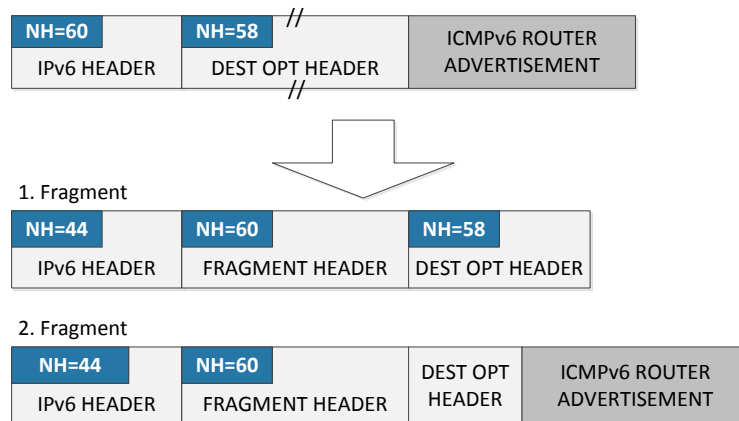 NH=60 NH=58 //
IPv6 HEADER DEST OPT HEADER ICMPv6 ROUTER
ADVERTISEMENT
//
1. Fragment
NH=44 NH=60 NH=58
IPv6 HEADER FRAGMENT HEADER DEST OPT HEADER
2. Fragment
NH=44 NH=60 DEST OPT ICMPv6 ROUTER
IPv6 HEADER FRAGMENT HEADER HEADER ADVERTISEMENT